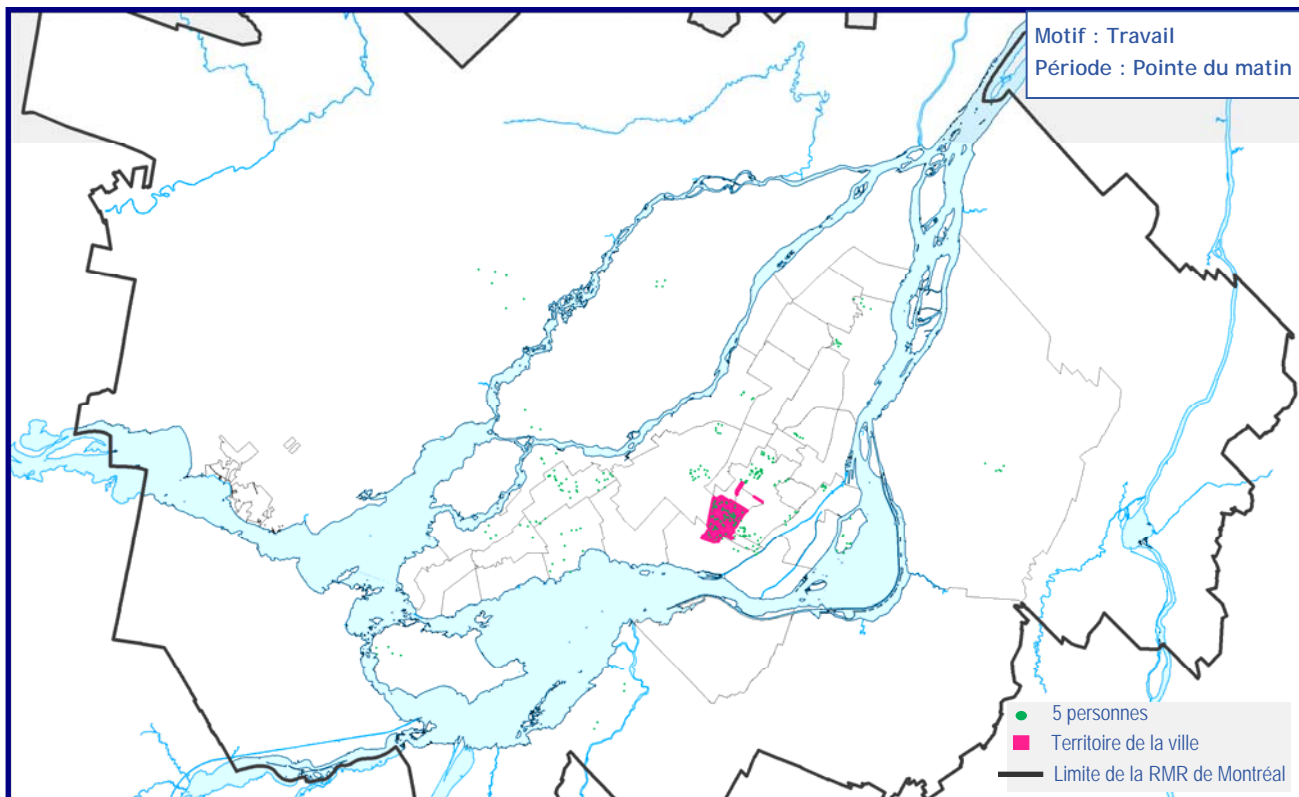 Motif : Travail
Période : Pointe du matin
5 personnes
Territoire de la ville
Limite de la RMR de Montréal